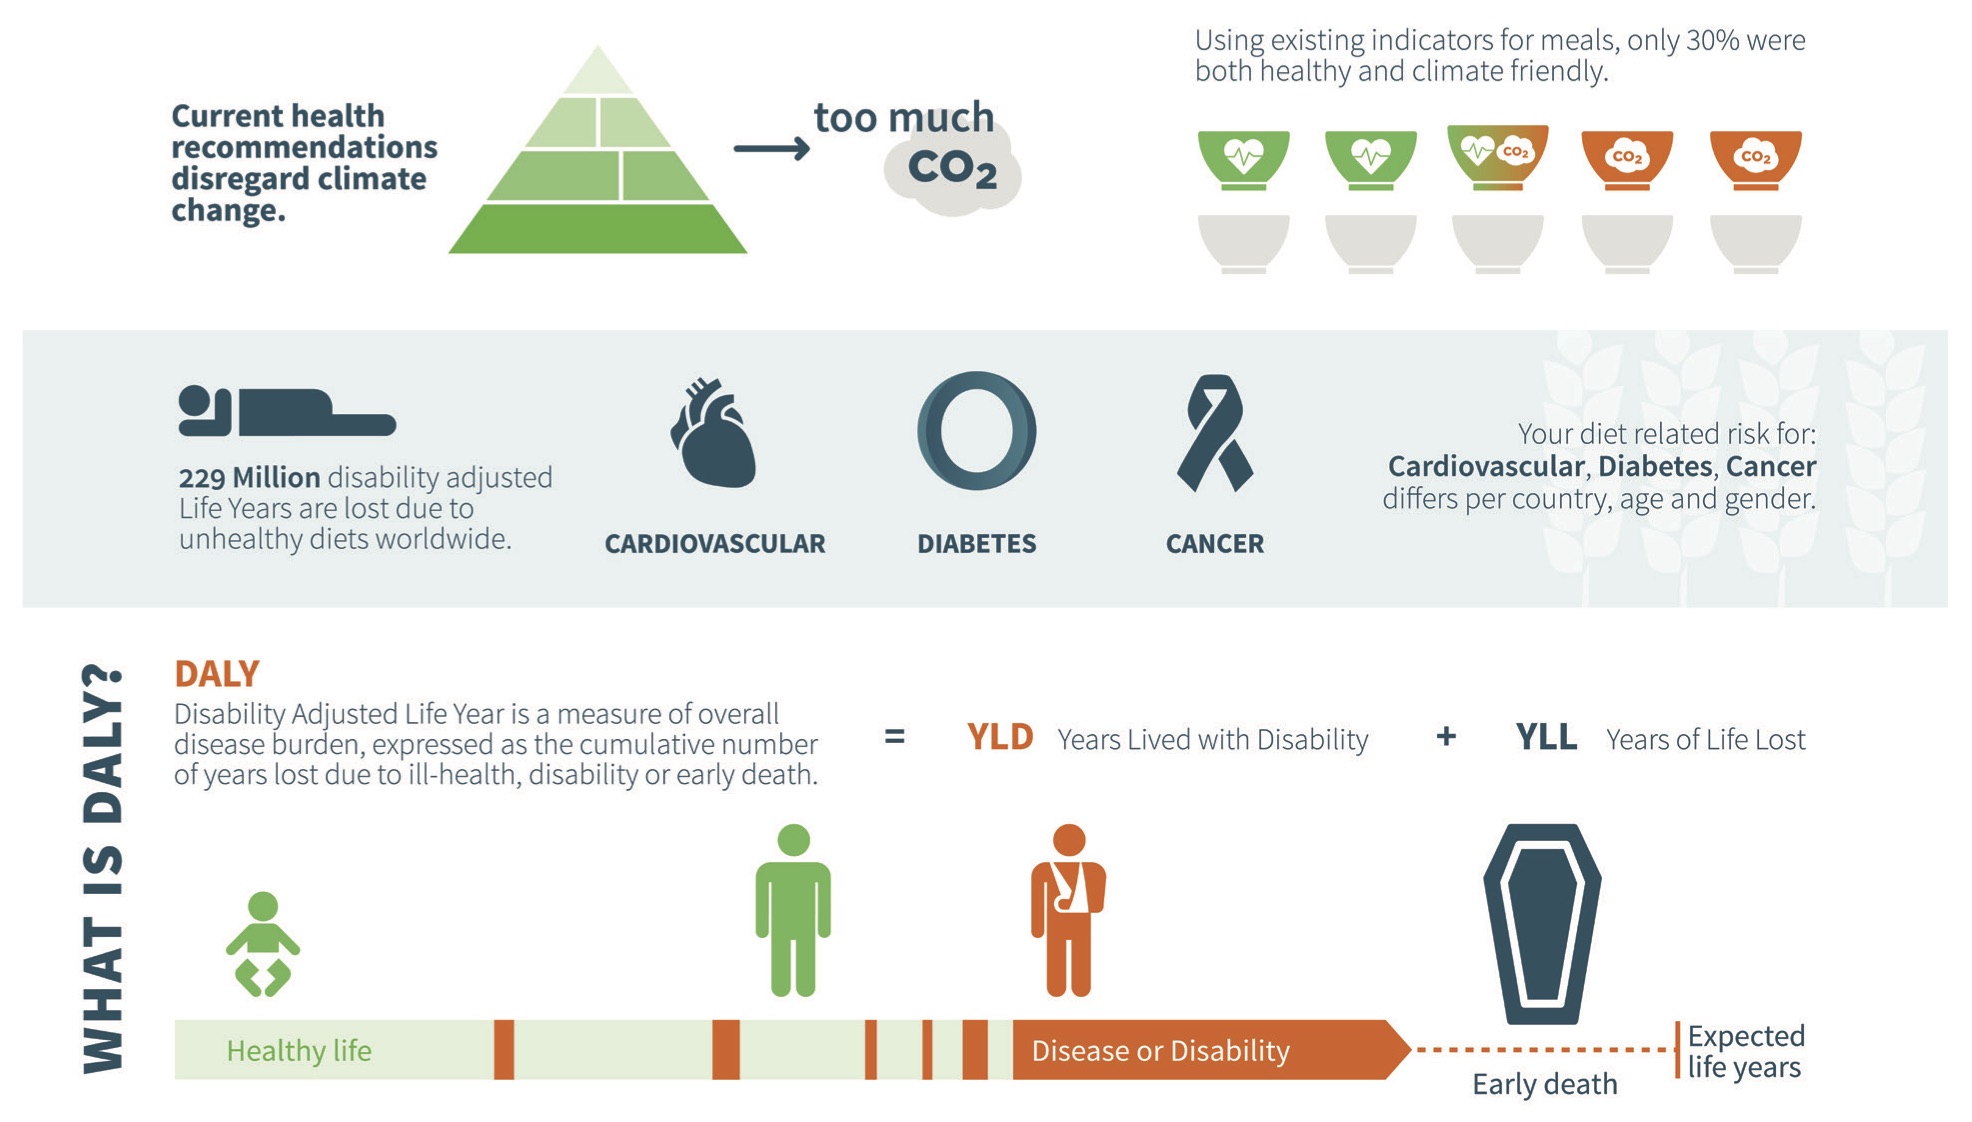 Current health
recommendations
disregard climate
change.
too much
CO₂
Using existing indicators for meals, only 30% were
both healthy and climate friendly.
CO₂
CO₂
CO₂
229 Million disability adjusted
Life Years are lost due to
unhealthy diets worldwide.
CARDIOVASCULAR
DIABETES
CANCER
Your diet related risk for:
Cardiovascular, Diabetes, Cancer
differs per country, age and gender.
WHAT IS DALY?
DALY
Disability Adjusted Life Year is a measure of overall
disease burden, expressed as the cumulative number
of years lost due to ill-health, disability or early death.
= YLD Years Lived with Disability + YLL Years of Life Lost
Healthy life
Disease or Disability
Early death
Expected
life years